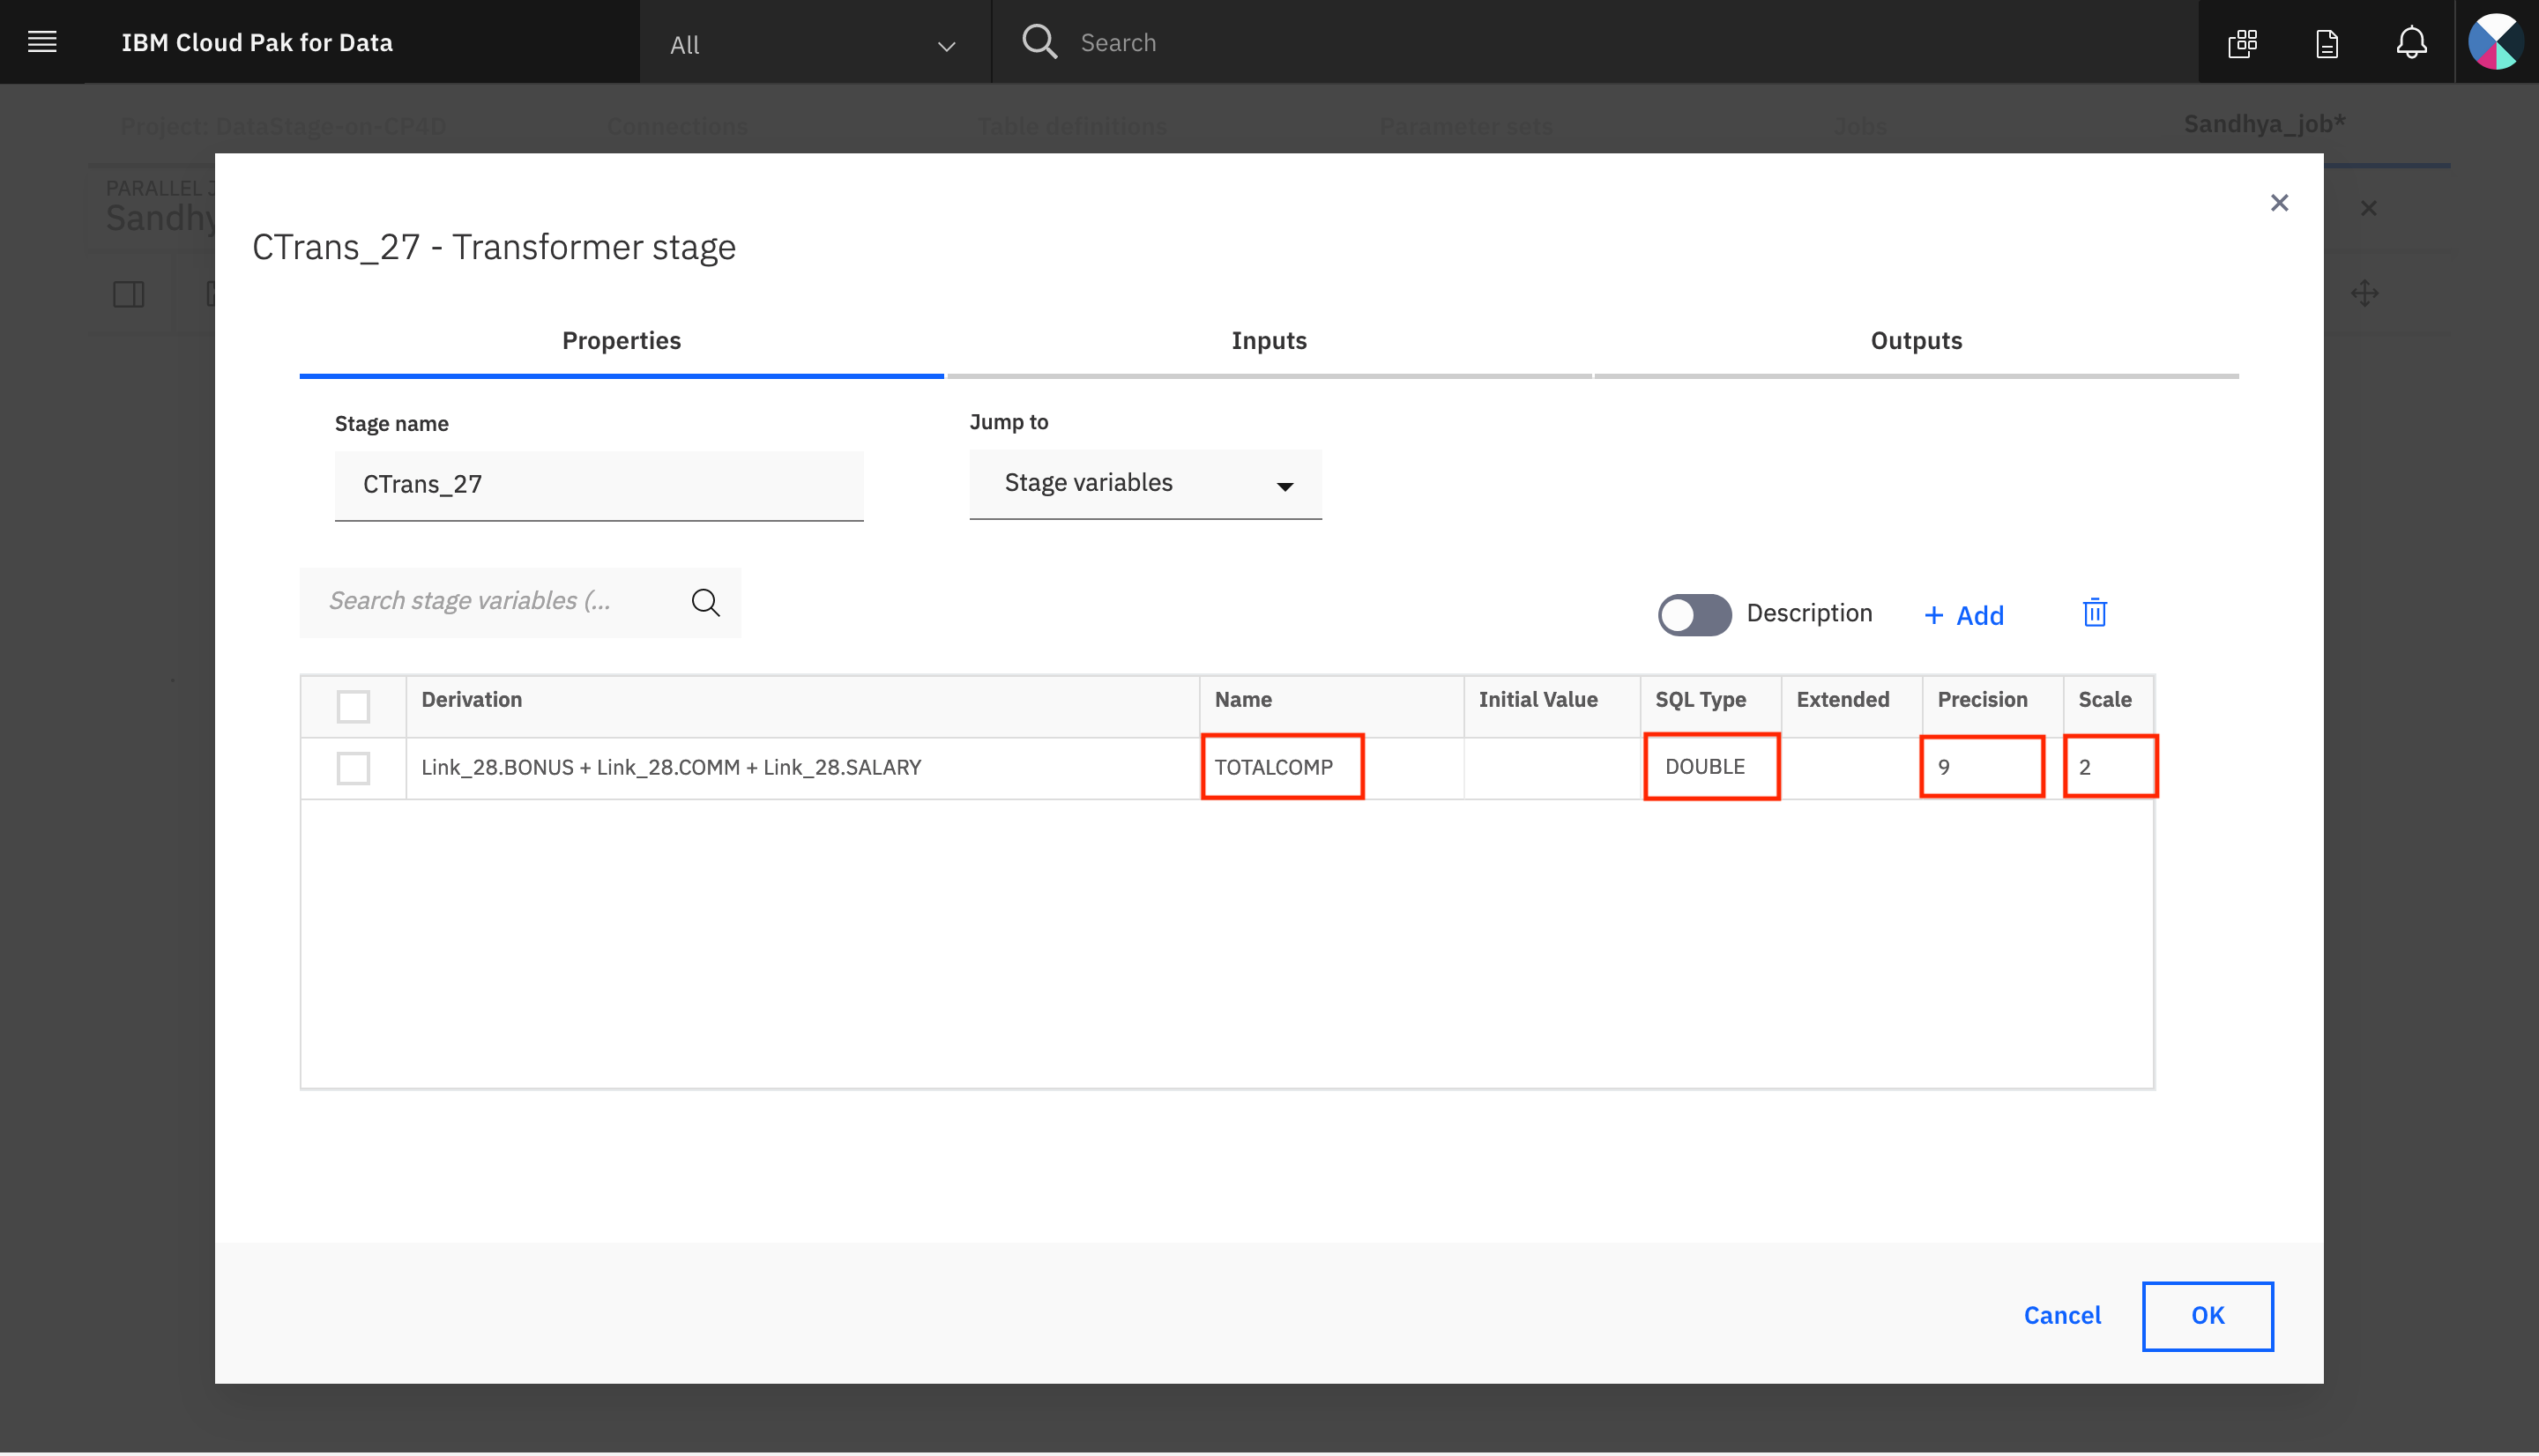 IBM Cloud Pak for Data
All
Search
Project: DataStage-on-CP4D
Connections
Table definitions
Parameter sets
Jobs
Sandhya_job*
PARALLEL J
Sandhy
CTrans_27 - Transformer stage
Properties
Inputs
Outputs
Stage name
Jump to
CTrans_27
Stage variables
Search stage variables (...
Description
+ Add
Derivation Name Initial Value SQL Type Extended Precision Scale
Link_28.BONUS + Link_28.COMM + Link_28.SALARY TOTALCOMP DOUBLE 9 2
Cancel
OK